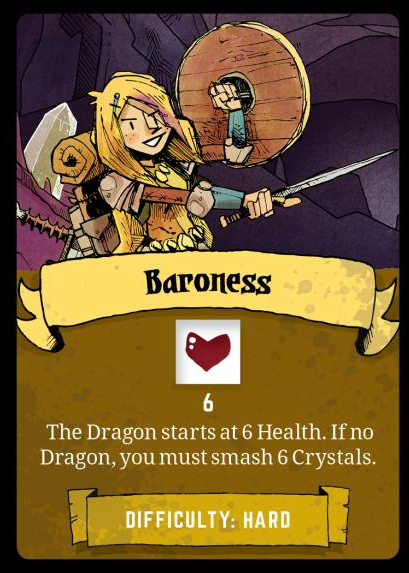 Baroness
6
The Dragon starts at 6 Health. If no
Dragon, you must smash 6 Crystals.
DIFFICULTY: HARD